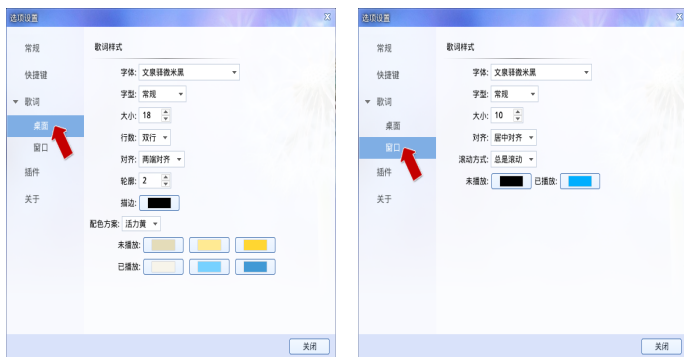 选项设置
x
常规
快捷键
歌词
桌面
窗口
插件
关于
歌词样式
字体: 文泉驿微米黑
字型: 常规
大小: 18
行数: 双行
对齐: 两端对齐
轮廓: 2
描边:
配色方案: 活力黄
未播放:
已播放:
关闭
选项设置
x
常规
快捷键
歌词
桌面
窗口
插件
关于
歌词样式
字体: 文泉驿微米黑
字型: 常规
大小: 10
对齐: 居中对齐
滚动方式: 总是滚动
未播放: 已播放:
关闭